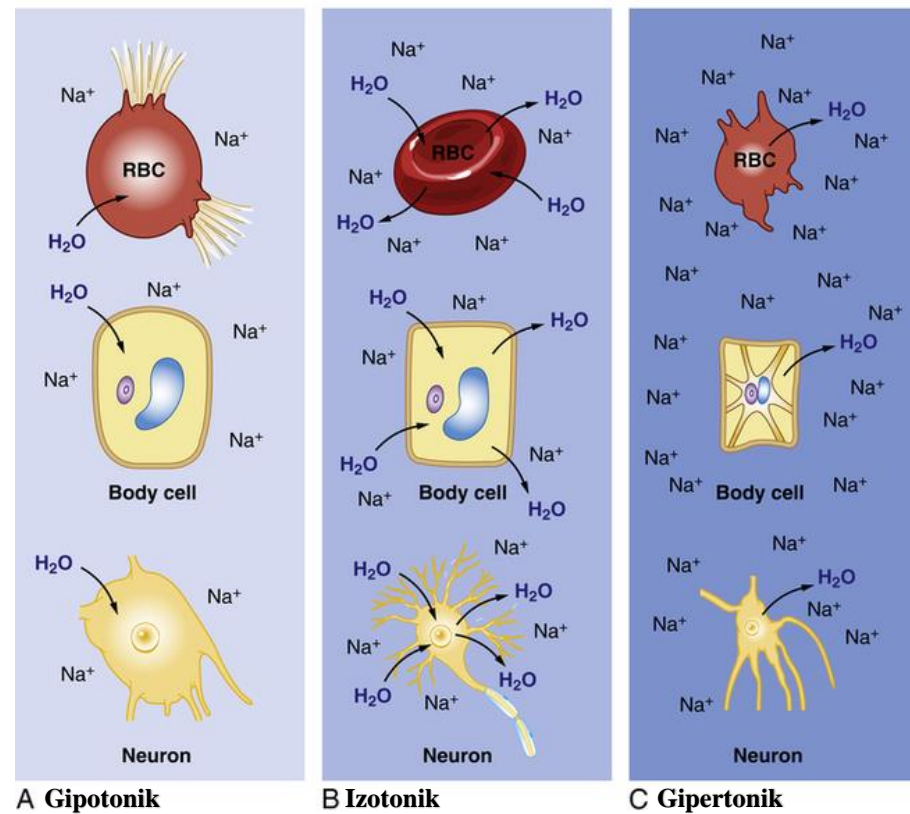 Na⁺
Na⁺
RBC
H₂O
H₂O
Na⁺
Na⁺
Na⁺
Na⁺
Body cell
H₂O
Na⁺
Na⁺
Neuron
A Gipotonik
Na⁺
H₂O
Na⁺
H₂O
Na⁺
RBC
Na⁺
H₂O
H₂O
Na⁺
Na⁺
H₂O
Na⁺
H₂O
Na⁺
Na⁺
H₂O
Na⁺
Body cell
H₂O
Na⁺
H₂O
H₂O
Na⁺
Na⁺
H₂O
H₂O
Na⁺
Neuron
B Izotonik
Na⁺
Na⁺
Na⁺
H₂O
Na⁺
Na⁺
RBC
Na⁺
Na⁺
Na⁺
Na⁺
Na⁺
Na⁺
Na⁺
Na⁺
Na⁺
H₂O
Na⁺
Na⁺
Na⁺
Na⁺
Na⁺
Na⁺
Body cell
Na⁺
Na⁺
Na⁺
H₂O
Na⁺
Na⁺
Na⁺
Na⁺
Neuron
C Gipertonik